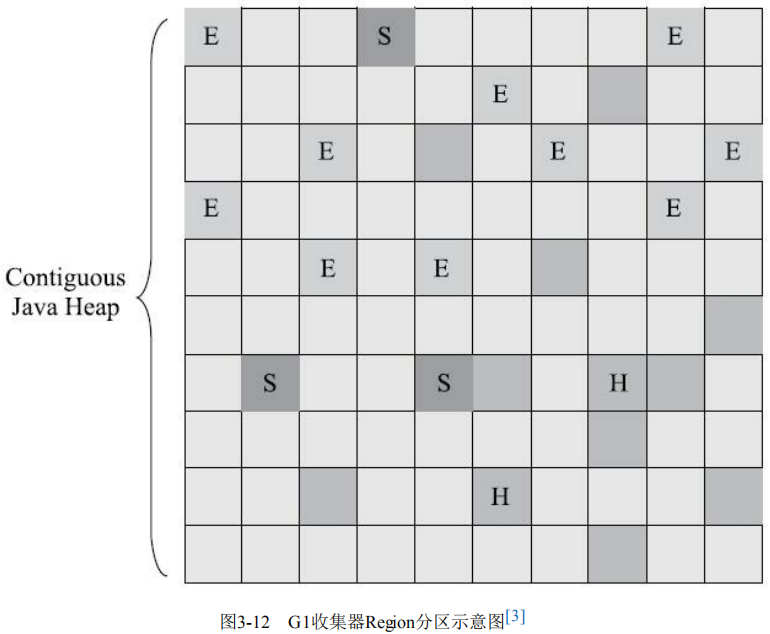 E S E
E
E E E
E E
E E
Contiguous
Java Heap
S S H
H
图3-12 G1收集器Region分区示意图[3]